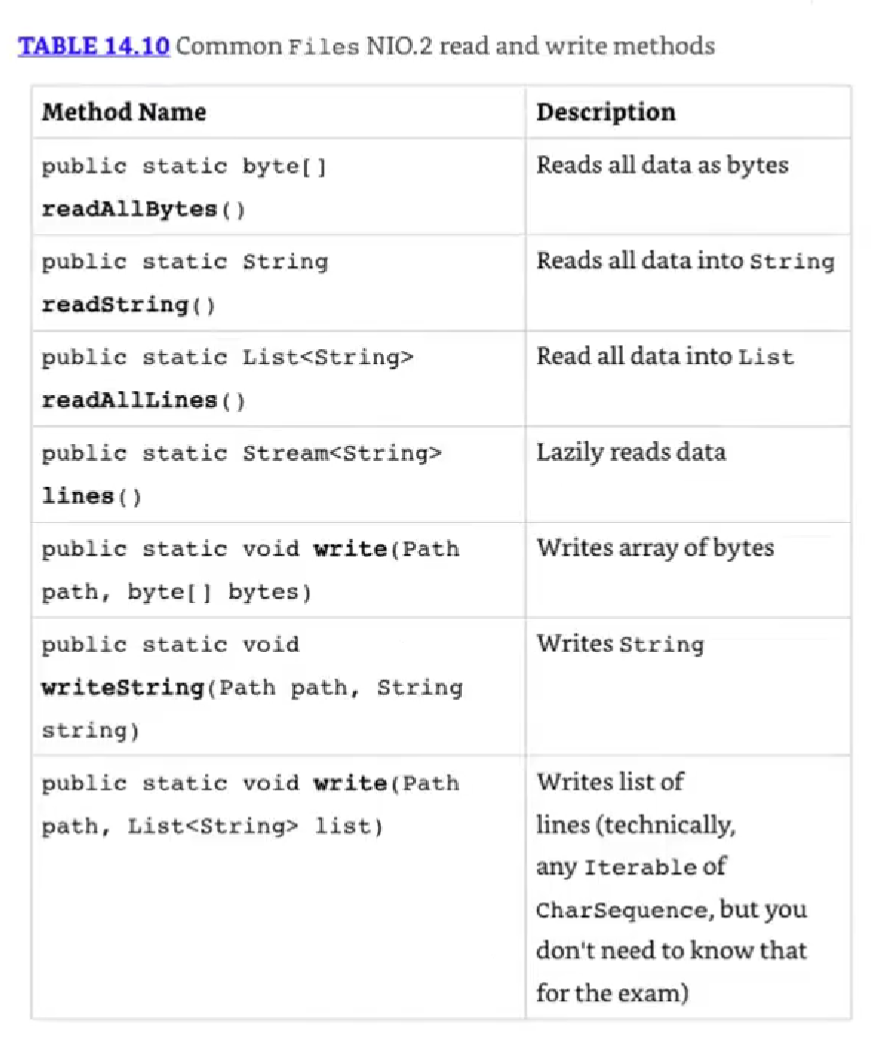 TABLE 14.10 Common Files NIO.2 read and write methods
Method Name
Description
public static byte[]
readAllBytes()
Reads all data as bytes
public static String
readString()
Reads all data into String
public static List<String>
readAllLines()
Read all data into List
public static Stream<String>
lines()
Lazily reads data
public static void write(Path
path, byte[] bytes)
Writes array of bytes
public static void
writeString(Path path, String
string)
Writes String
public static void write(Path
path, List<String> list)
Writes list of
lines (technically,
any Iterable of
CharSequence, but you
don't need to know that
for the exam)